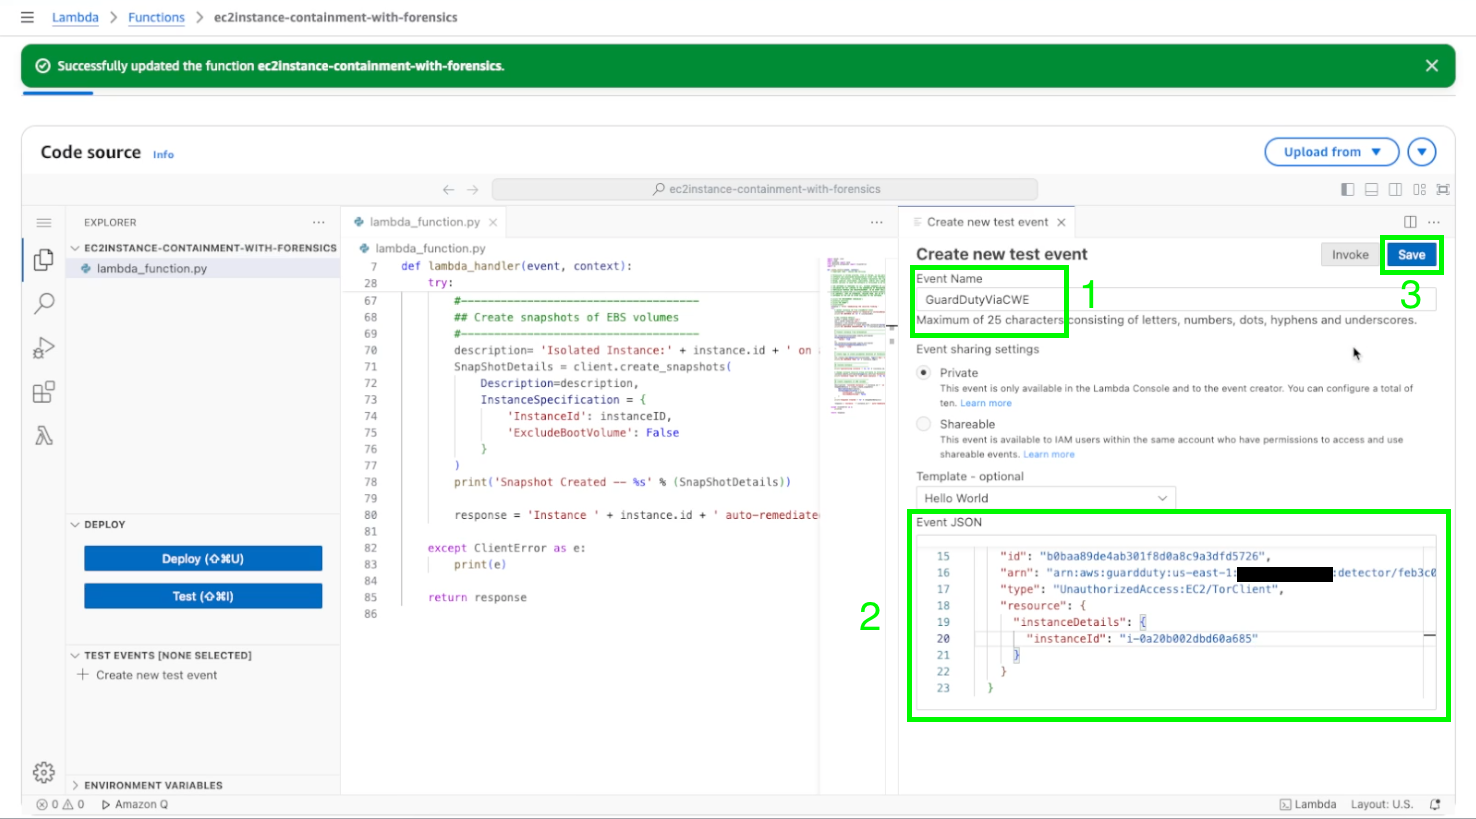 Lambda > Functions > ec2instance-containment-with-forensics
Successfully updated the function ec2instance-containment-with-forensics.
Code source Info
Upload from
ec2instance-containment-with-forensics
EXPLORER
EC2INSTANCE-CONTAINMENT-WITH-FORENSICS
lambda_function.py
DEPLOY
Deploy (⇧⌘U)
Test (⇧⌘I)
TEST EVENTS [NONE SELECTED]
Create new test event
ENVIRONMENT VARIABLES
lambda_function.py
lambda_function.py
7 def lambda_handler(event, context):
28 try:
67 #------------------------------------
68 ## Create snapshots of EBS volumes
69 #------------------------------------
70 description= 'Isolated Instance:' + instance.id + ' on
71 SnapShotDetails = client.create_snapshots(
72 Description=description,
73 InstanceSpecification = {
74 'InstanceId': instanceID,
75 'ExcludeBootVolume': False
76 }
77 )
78 print('Snapshot Created -- %s' % (SnapShotDetails))
79
80 response = 'Instance ' + instance.id + ' auto-remediate
81
82 except ClientError as e:
83 print(e)
84
85 return response
86
Create new test event
Create new test event
Invoke
Save
3
Event Name
1
GuardDutyViaCWE
Maximum of 25 characters consisting of letters, numbers, dots, hyphens and underscores.
Event sharing settings
Private
This event is only available in the Lambda Console and to the event creator. You can configure a total of
ten. Learn more
Shareable
This event is available to IAM users within the same account who have permissions to access and use
shareable events. Learn more
Template - optional
Hello World
Event JSON
2
15 "id": "b0baa89de4ab301f8d0a8c9a3dfd5726",
16 "arn": "arn:aws:guardduty:us-east-1: :detector/feb3c0
17 "type": "UnauthorizedAccess:EC2/TorClient",
18 "resource": {
19 "instanceDetails": {
20 "instanceId": "i-0a20b002dbd60a685"
21 }
22 }
23 }
0 0 Amazon Q
Lambda Layout: U.S.